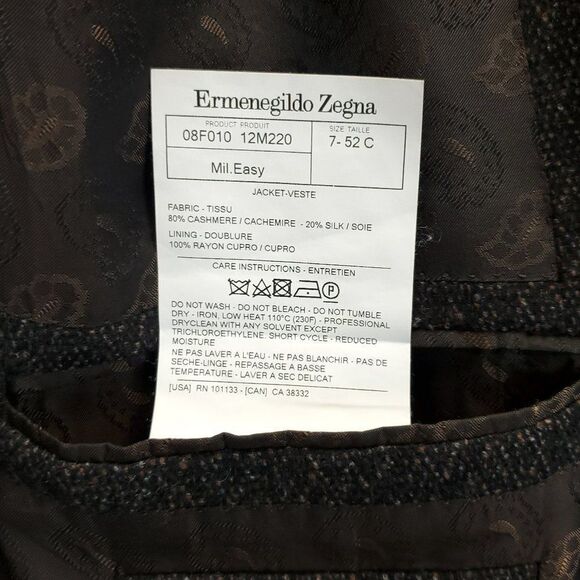 Ermenegildo Zegna
PRODUCT PRODUIT
SIZE TAILLE
08F010 12M220
7- 52 C
Mil.Easy
JACKET-VESTE
FABRIC - TISSU
80% CASHMERE / CACHEMIRE - 20% SILK / SOIE
LINING - DOUBLURE
100% RAYON CUPRO / CUPRO
CARE INSTRUCTIONS - ENTRETIEN
DO NOT WASH - DO NOT BLEACH - DO NOT TUMBLE
DRY - IRON, LOW HEAT 110°C (230F) - PROFESSIONAL
DRYCLEAN WITH ANY SOLVENT EXCEPT
TRICHLOROETHYLENE, SHORT CYCLE - REDUCED
MOISTURE
NE PAS LAVER A L'EAU - NE PAS BLANCHIR - PAS DE
SECHE-LINGE - REPASSAGE A BASSE
TEMPERATURE - LAVER A SEC DELICAT
[USA] RN 101133 - [CAN] CA 38332